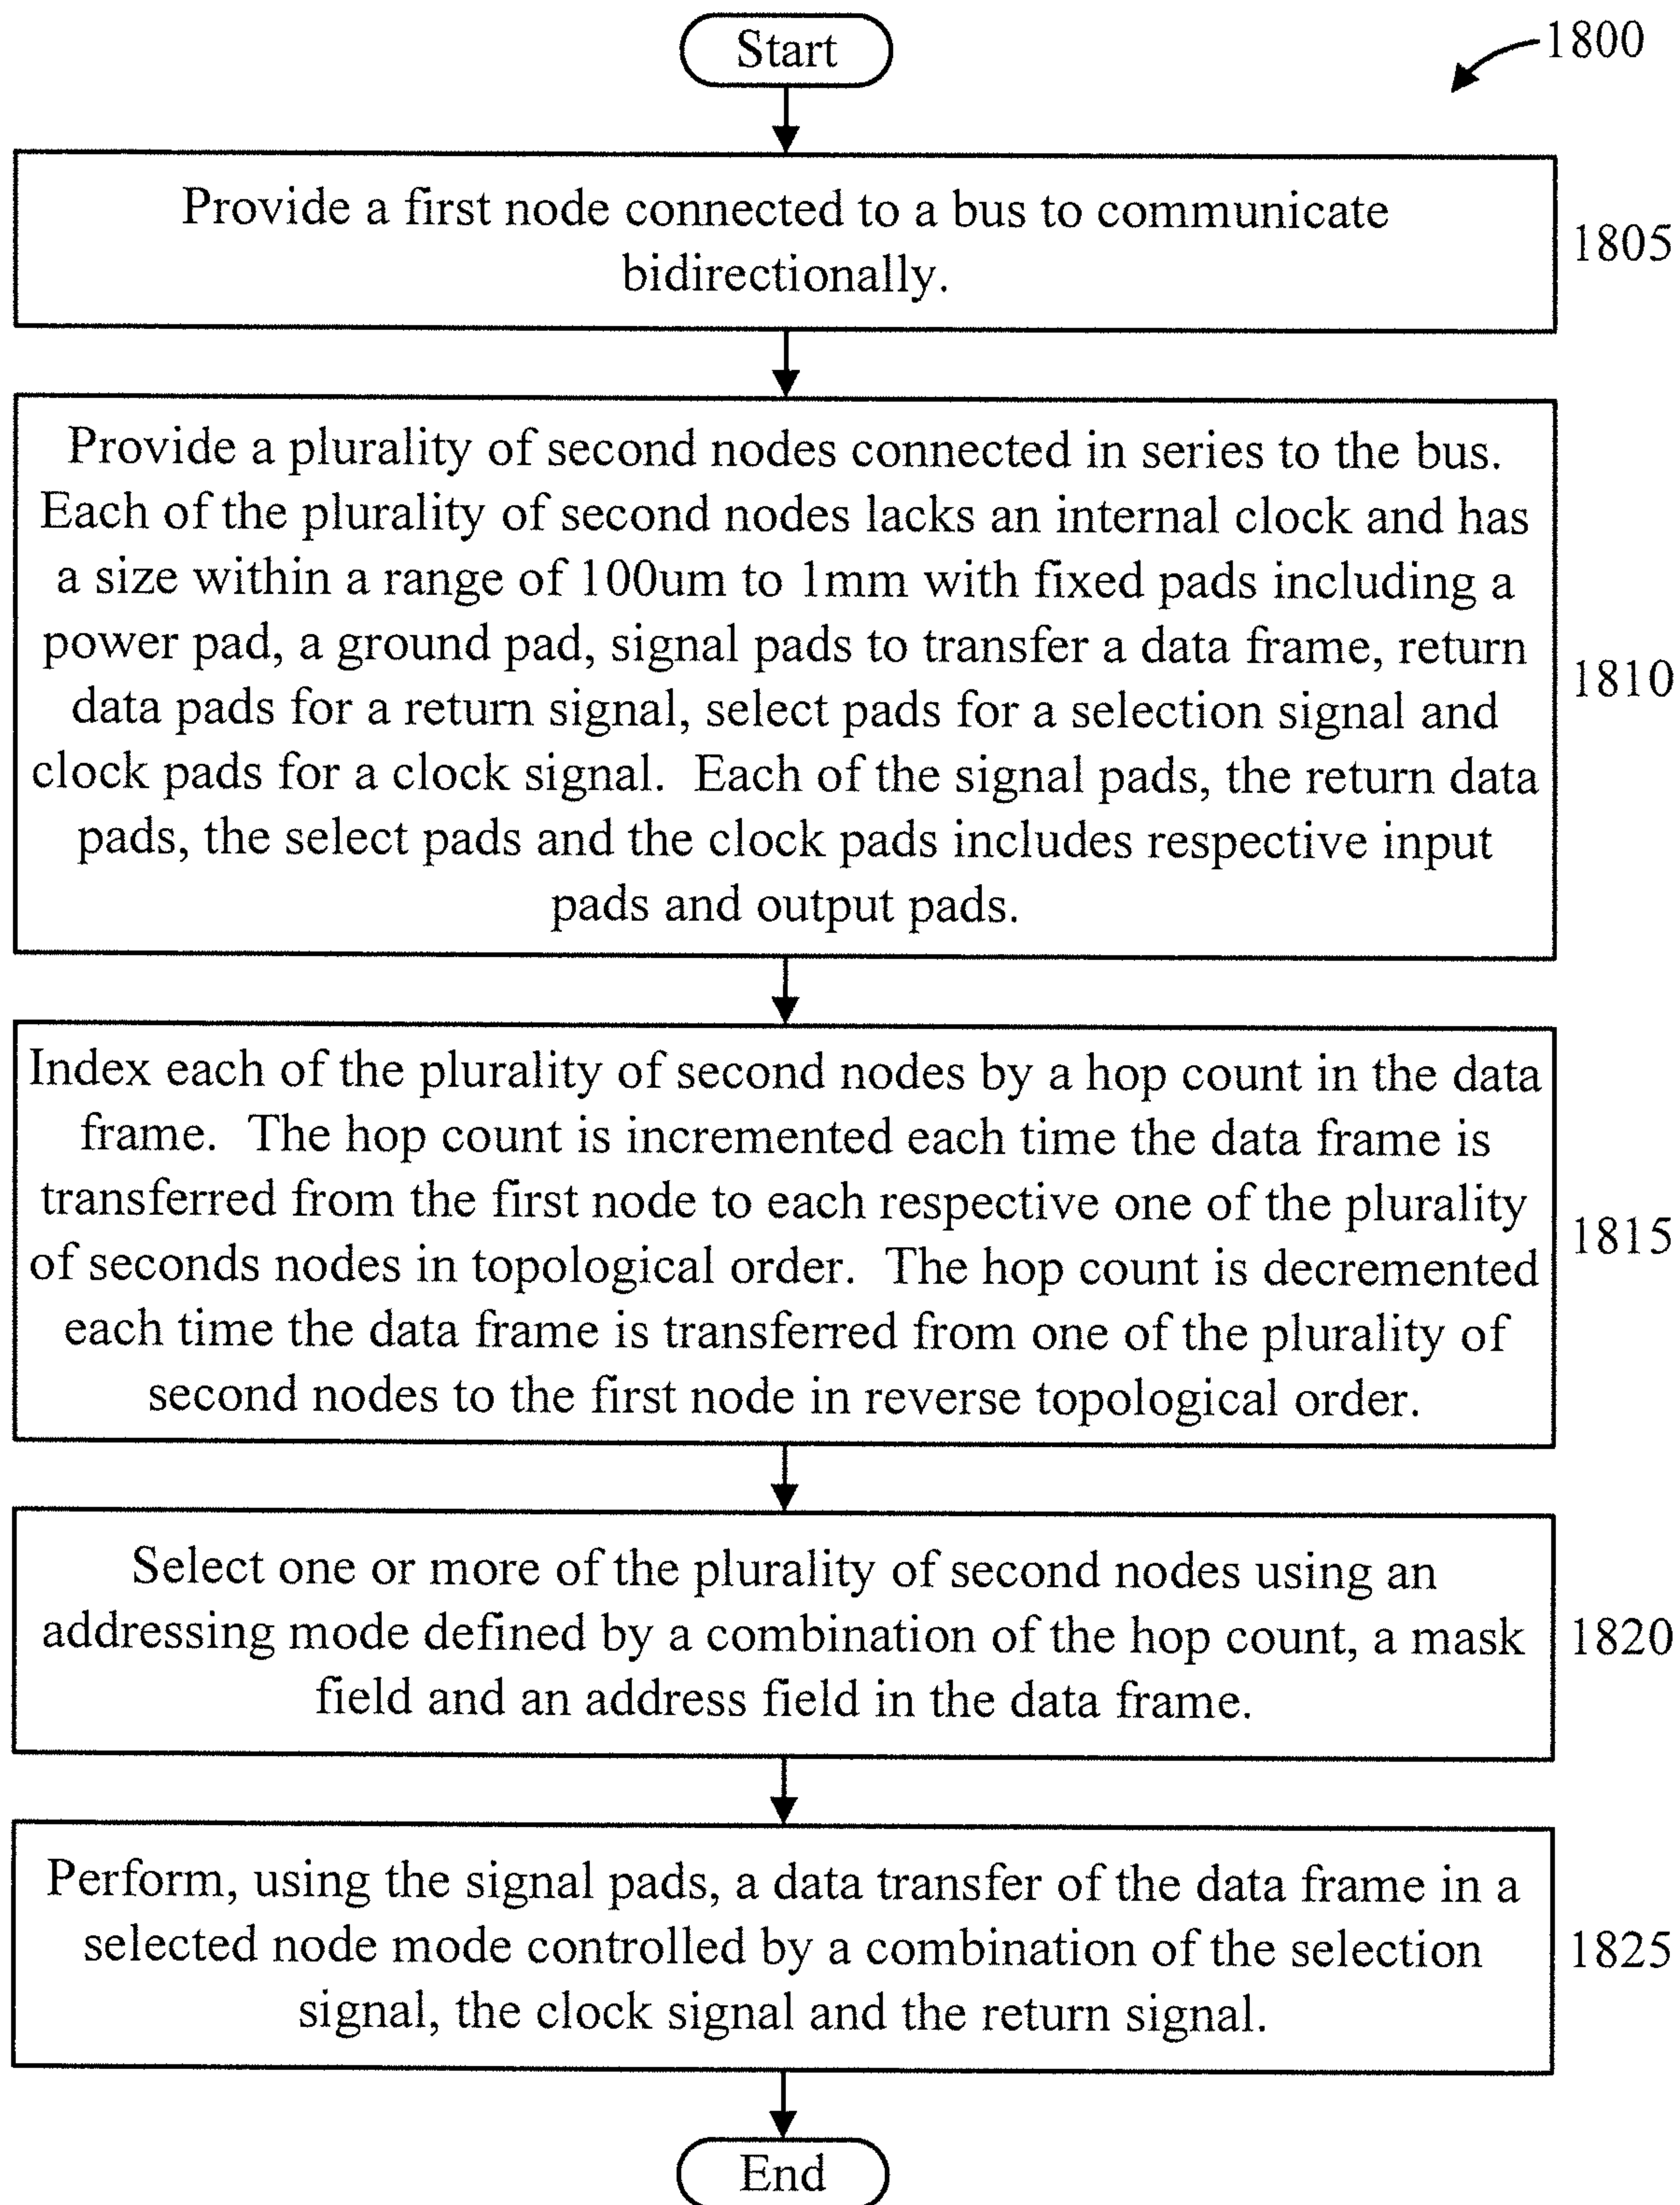 Start
1800
Provide a first node connected to a bus to communicate
bidirectionally.
1805
Provide a plurality of second nodes connected in series to the bus.
Each of the plurality of second nodes lacks an internal clock and has
a size within a range of 100um to 1mm with fixed pads including a
power pad, a ground pad, signal pads to transfer a data frame, return
data pads for a return signal, select pads for a selection signal and
clock pads for a clock signal.  Each of the signal pads, the return data
pads, the select pads and the clock pads includes respective input
pads and output pads.
1810
Index each of the plurality of second nodes by a hop count in the data
frame.  The hop count is incremented each time the data frame is
transferred from the first node to each respective one of the plurality
of seconds nodes in topological order.  The hop count is decremented
each time the data frame is transferred from one of the plurality of
second nodes to the first node in reverse topological order.
1815
Select one or more of the plurality of second nodes using an
addressing mode defined by a combination of the hop count, a mask
field and an address field in the data frame.
1820
Perform, using the signal pads, a data transfer of the data frame in a
selected node mode controlled by a combination of the selection
signal, the clock signal and the return signal.
1825
End